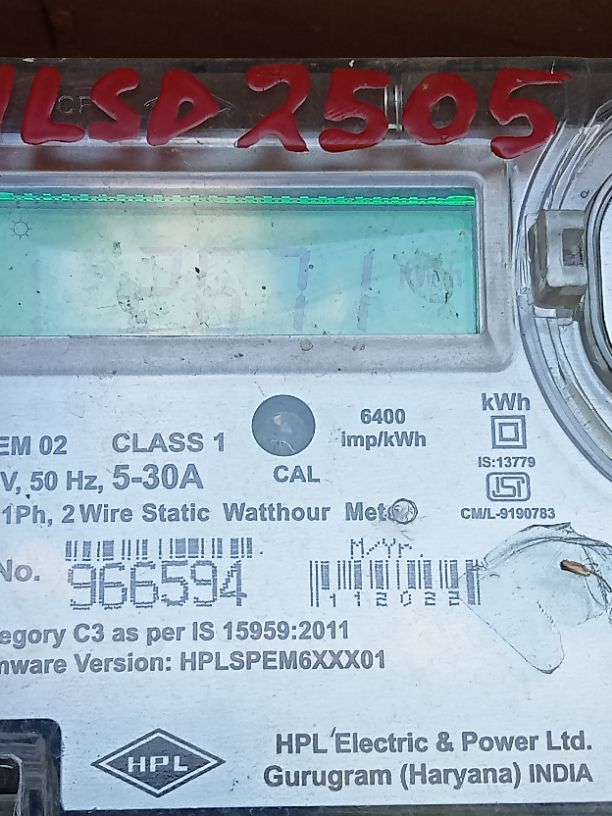 LSD2505
kWh
EM 02 CLASS 1
6400
imp/kWh
kWh
V, 50 Hz, 5-30A
CAL
IS:13779
ISI
1Ph, 2 Wire Static Watthour Meter
CM/L-9190783
No.
966594
M/Yr.
112022
egory C3 as per IS 15959:2011
mware Version: HPLSPEM6XXX01
HPL
HPL Electric & Power Ltd.
Gurugram (Haryana) INDIA